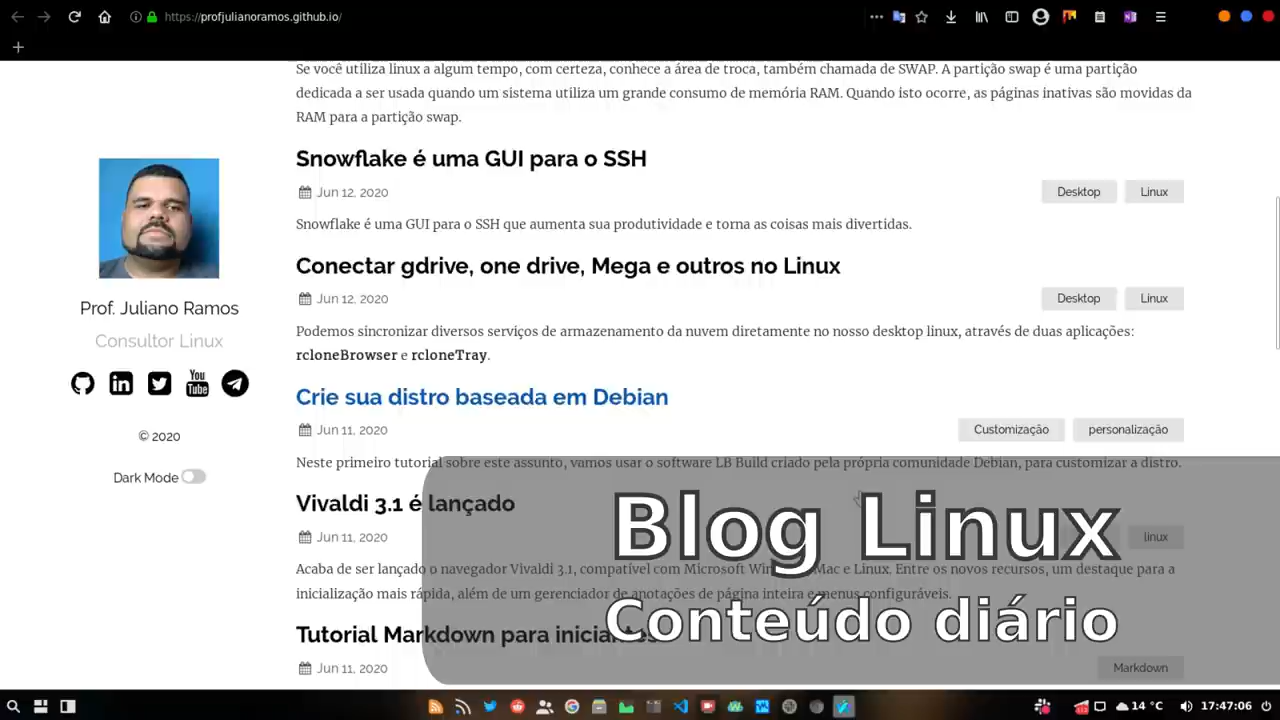 https://profjulianoramos.github.io/
Se você utiliza linux a algum tempo, com certeza, conhece a área de troca, também chamada de SWAP. A partição swap é uma partição
dedicada a ser usada quando um sistema utiliza um grande consumo de memória RAM. Quando isto ocorre, as páginas inativas são movidas da
RAM para a partição swap.
Snowflake é uma GUI para o SSH
Jun 12, 2020
Desktop
Linux
Snowflake é uma GUI para o SSH que aumenta sua produtividade e torna as coisas mais divertidas.
Conectar gdrive, one drive, Mega e outros no Linux
Jun 12, 2020
Desktop
Linux
Podemos sincronizar diversos serviços de armazenamento da nuvem diretamente no nosso desktop linux, através de duas aplicações:
rcloneBrowser e rcloneTray.
Prof. Juliano Ramos
Consultor Linux
You
Tube
© 2020
Dark Mode
Crie sua distro baseada em Debian
Jun 11, 2020
Customização
personalização
Neste primeiro tutorial sobre este assunto, vamos usar o software LB Build criado pela própria comunidade Debian, para customizar a distro.
Vivaldi 3.1 é lançado
Jun 11, 2020
linux
Acaba de ser lançado o navegador Vivaldi 3.1, compatível com Microsoft Mac e Linux. Entre os novos recursos, um destaque para a
inicialização mais rápida, além de um gerenciador de anotações de página inteira e menus configuráveis.
Tutorial Markdown para iniciantes
Jun 11, 2020
Markdown
Blog Linux
Conteúdo diário
14 °C
17:47:06